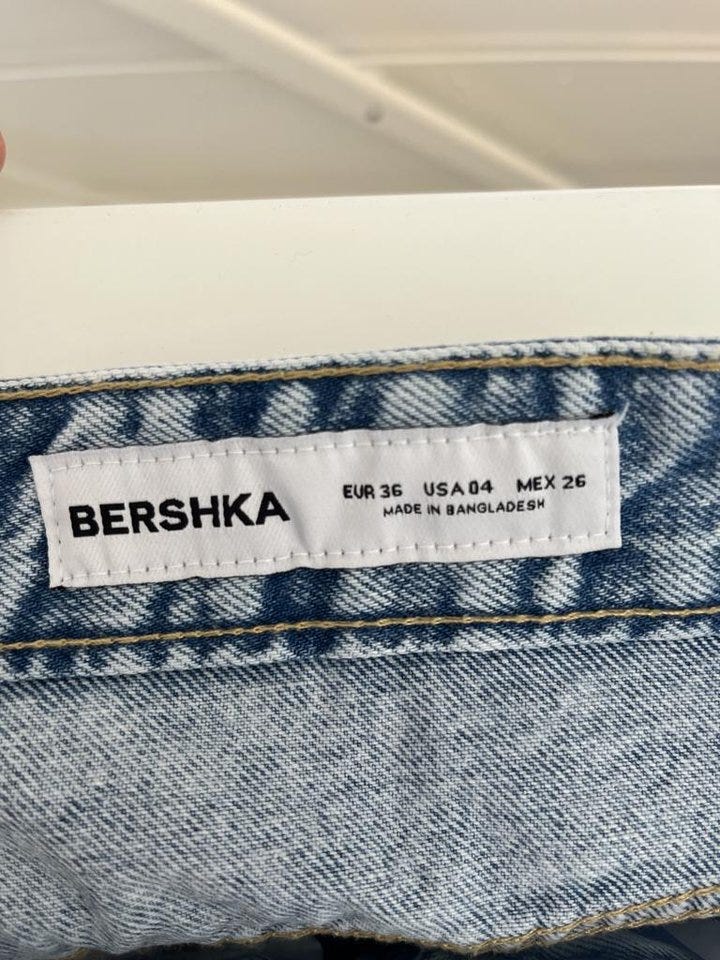 BERSHKA
EUR 36 USA 04 MEX 26
MADE IN BANGLADESH